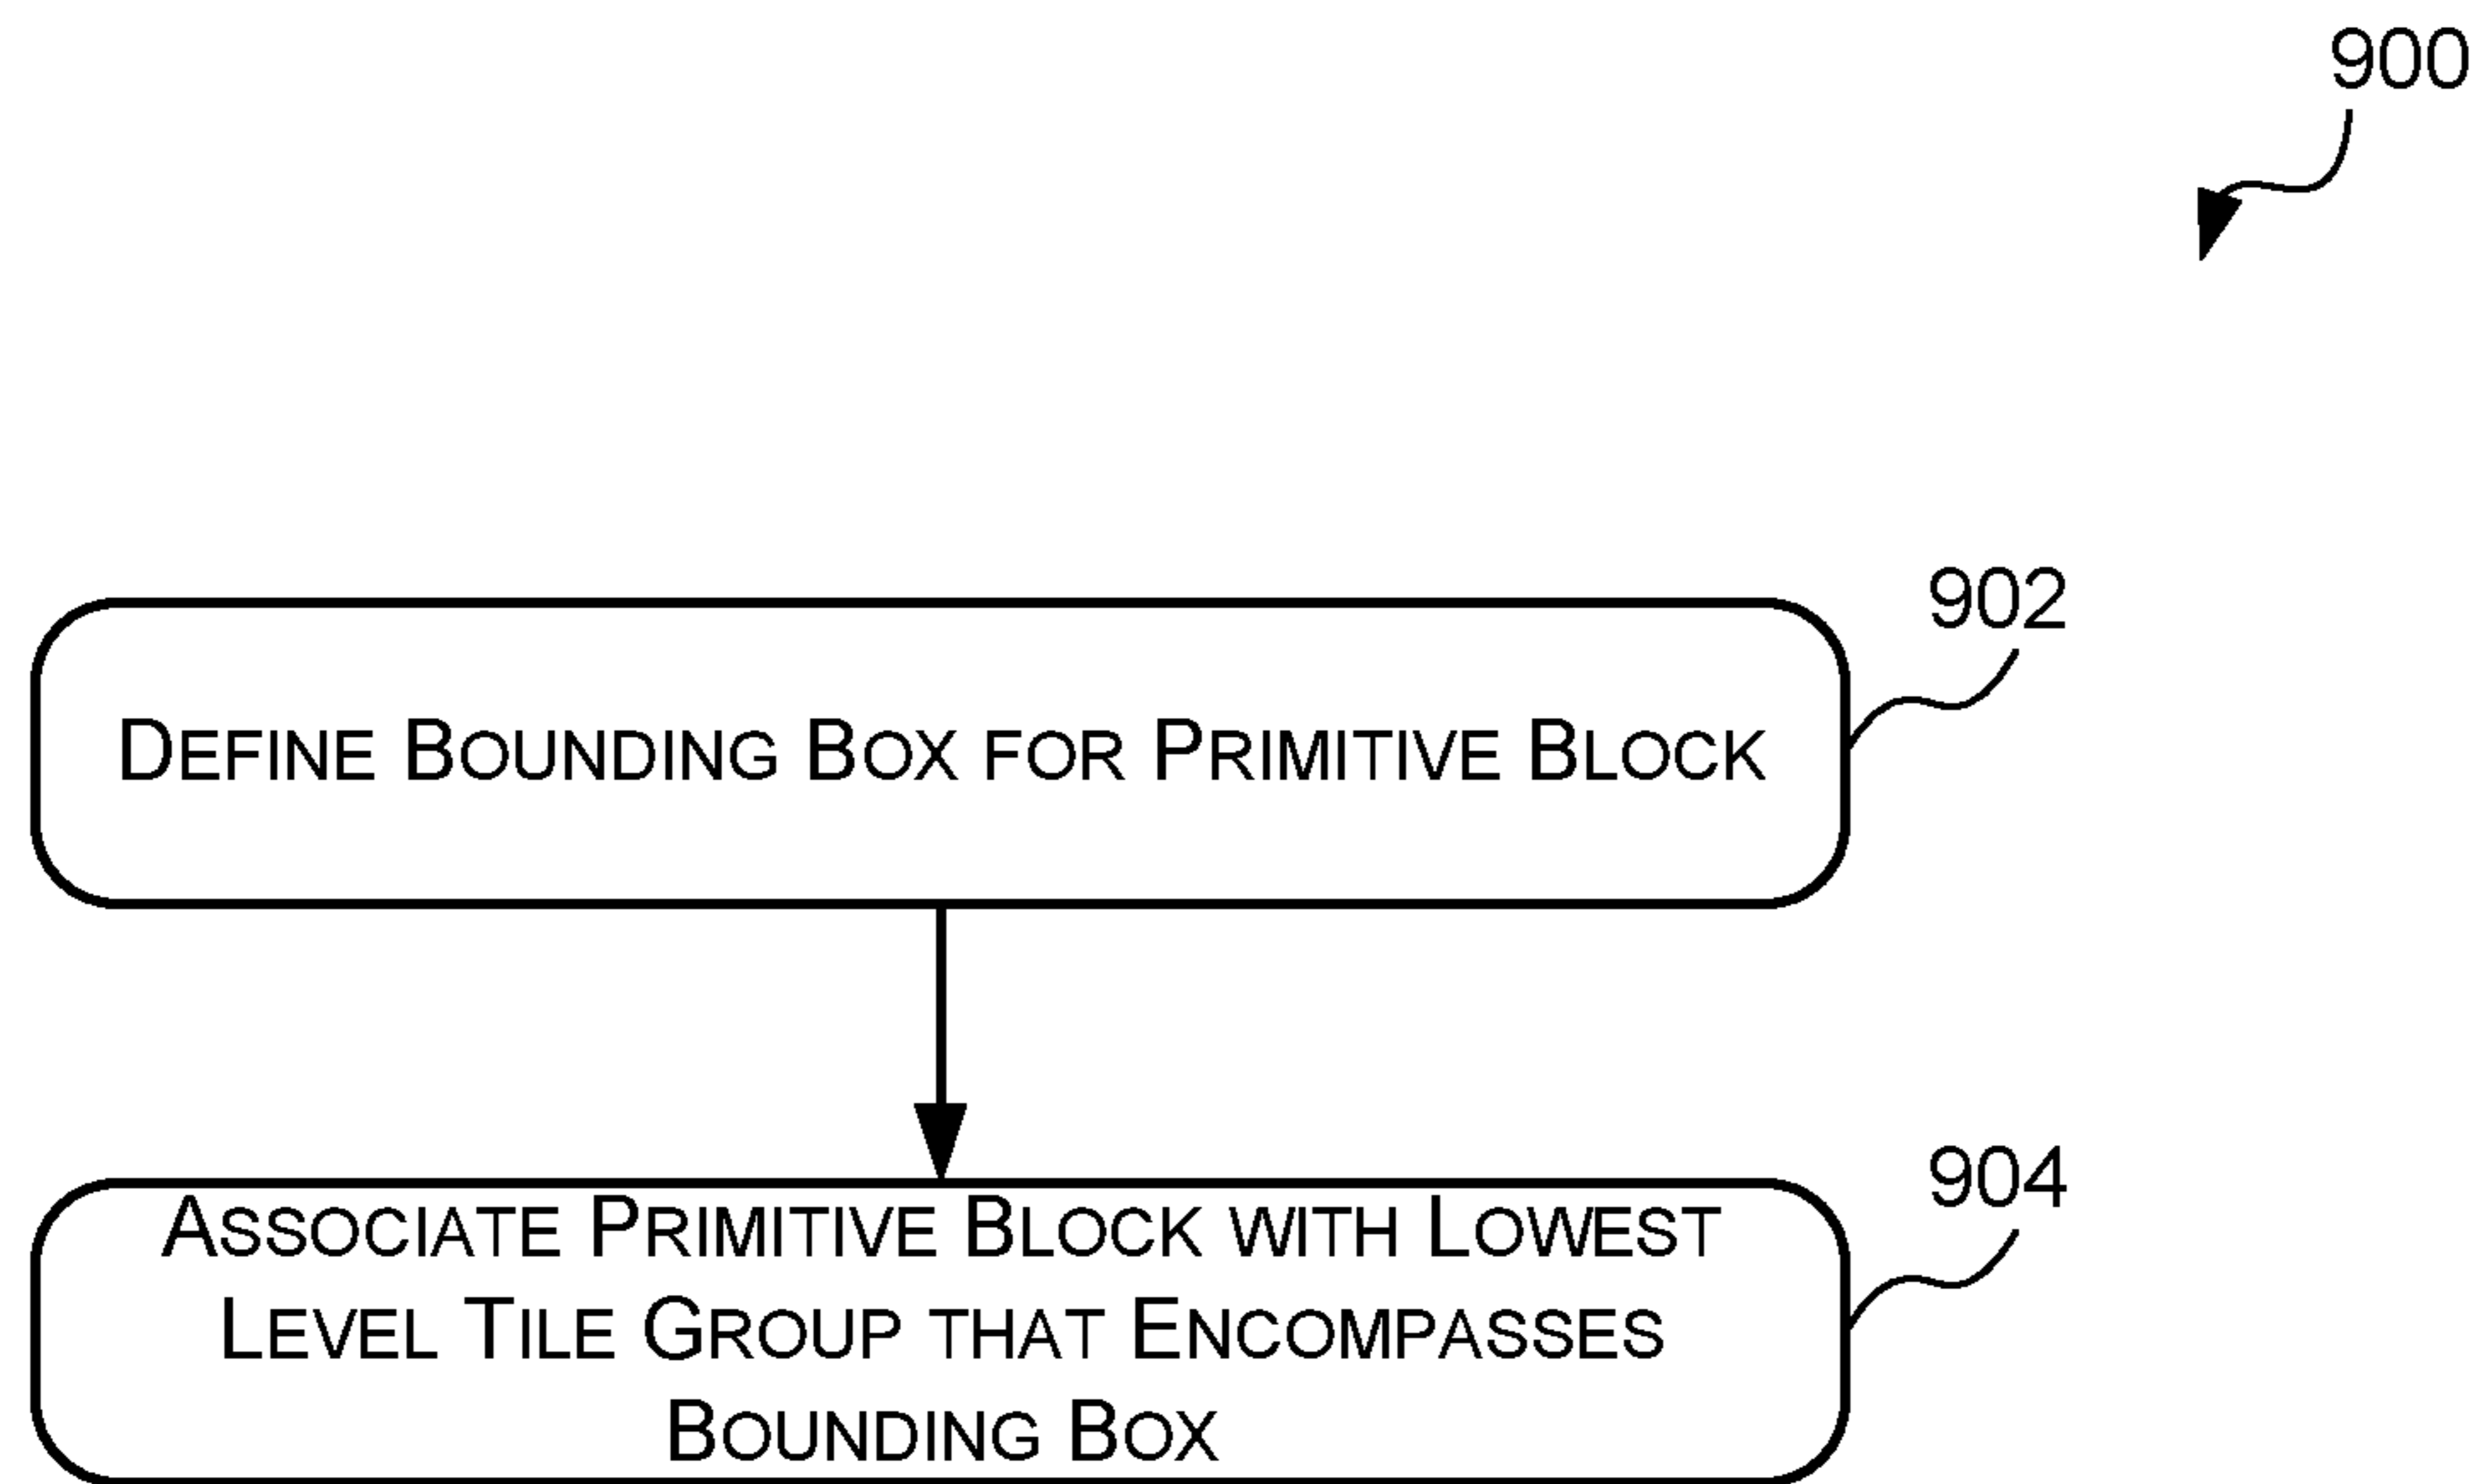 900
902
DEFINE BOUNDING BOX FOR PRIMITIVE BLOCK
904
ASSOCIATE PRIMITIVE BLOCK WITH LOWEST
LEVEL TILE GROUP THAT ENCOMPASSES
BOUNDING BOX